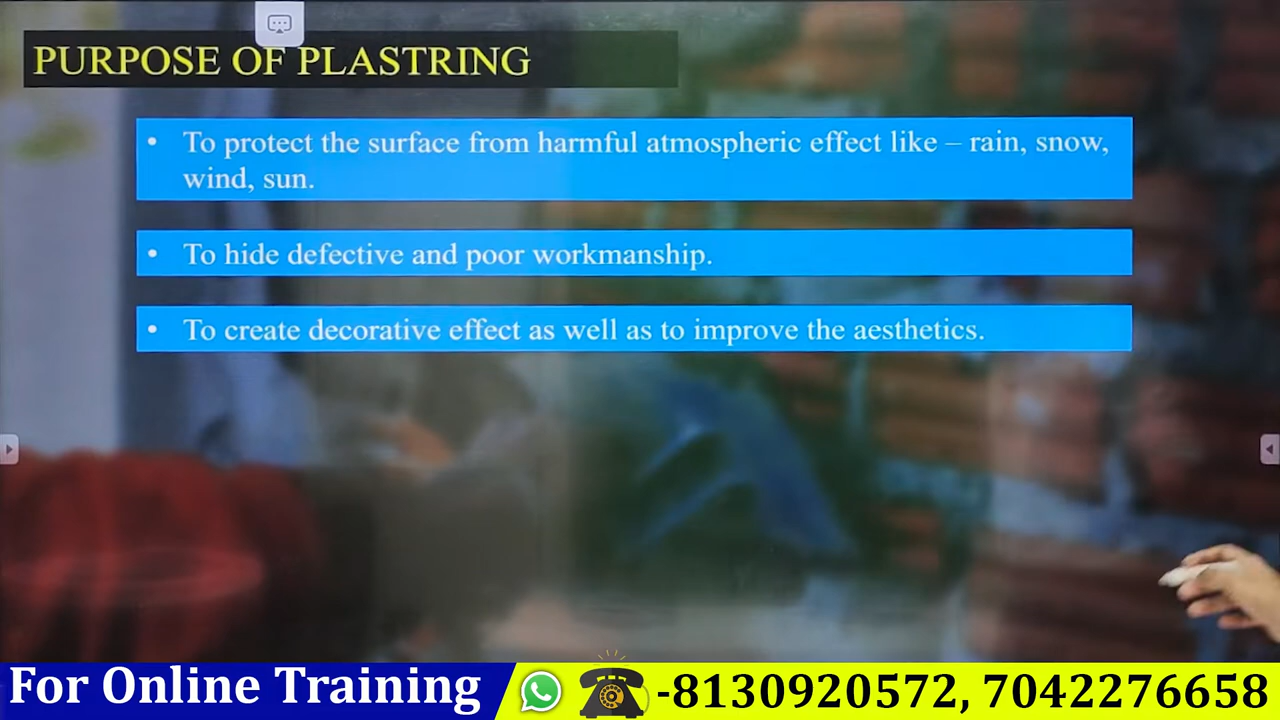 PURPOSE OF PLASTRING
• To protect the surface from harmful atmospheric effect like – rain, snow,
wind, sun.
• To hide defective and poor workmanship.
• To create decorative effect as well as to improve the aesthetics.
For Online Training -8130920572, 7042276658